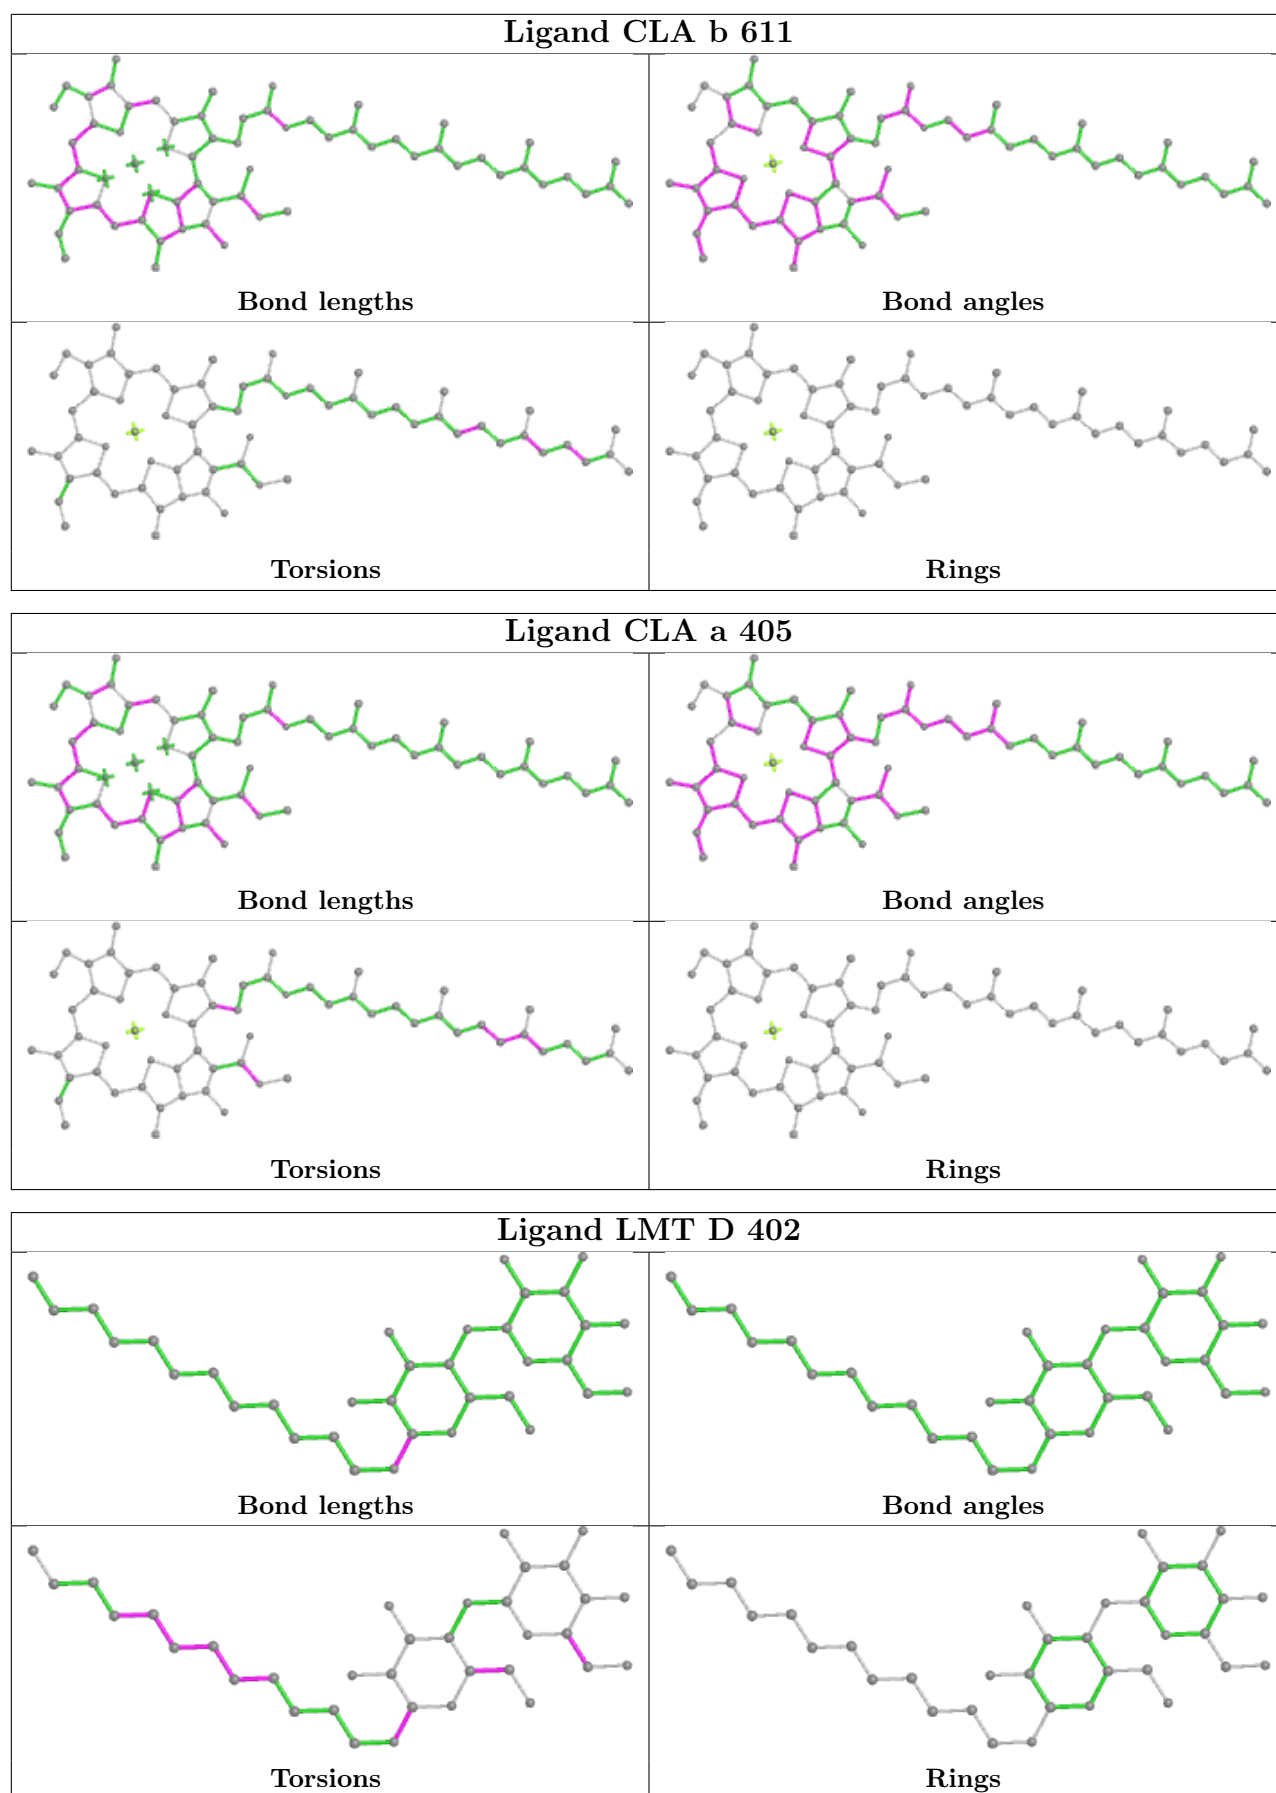 Ligand CLA b 611
Bond lengths
Bond angles
Torsions
Rings
Ligand CLA a 405
Bond lengths
Bond angles
Torsions
Rings
Ligand LMT D 402
Bond lengths
Bond angles
Torsions
Rings